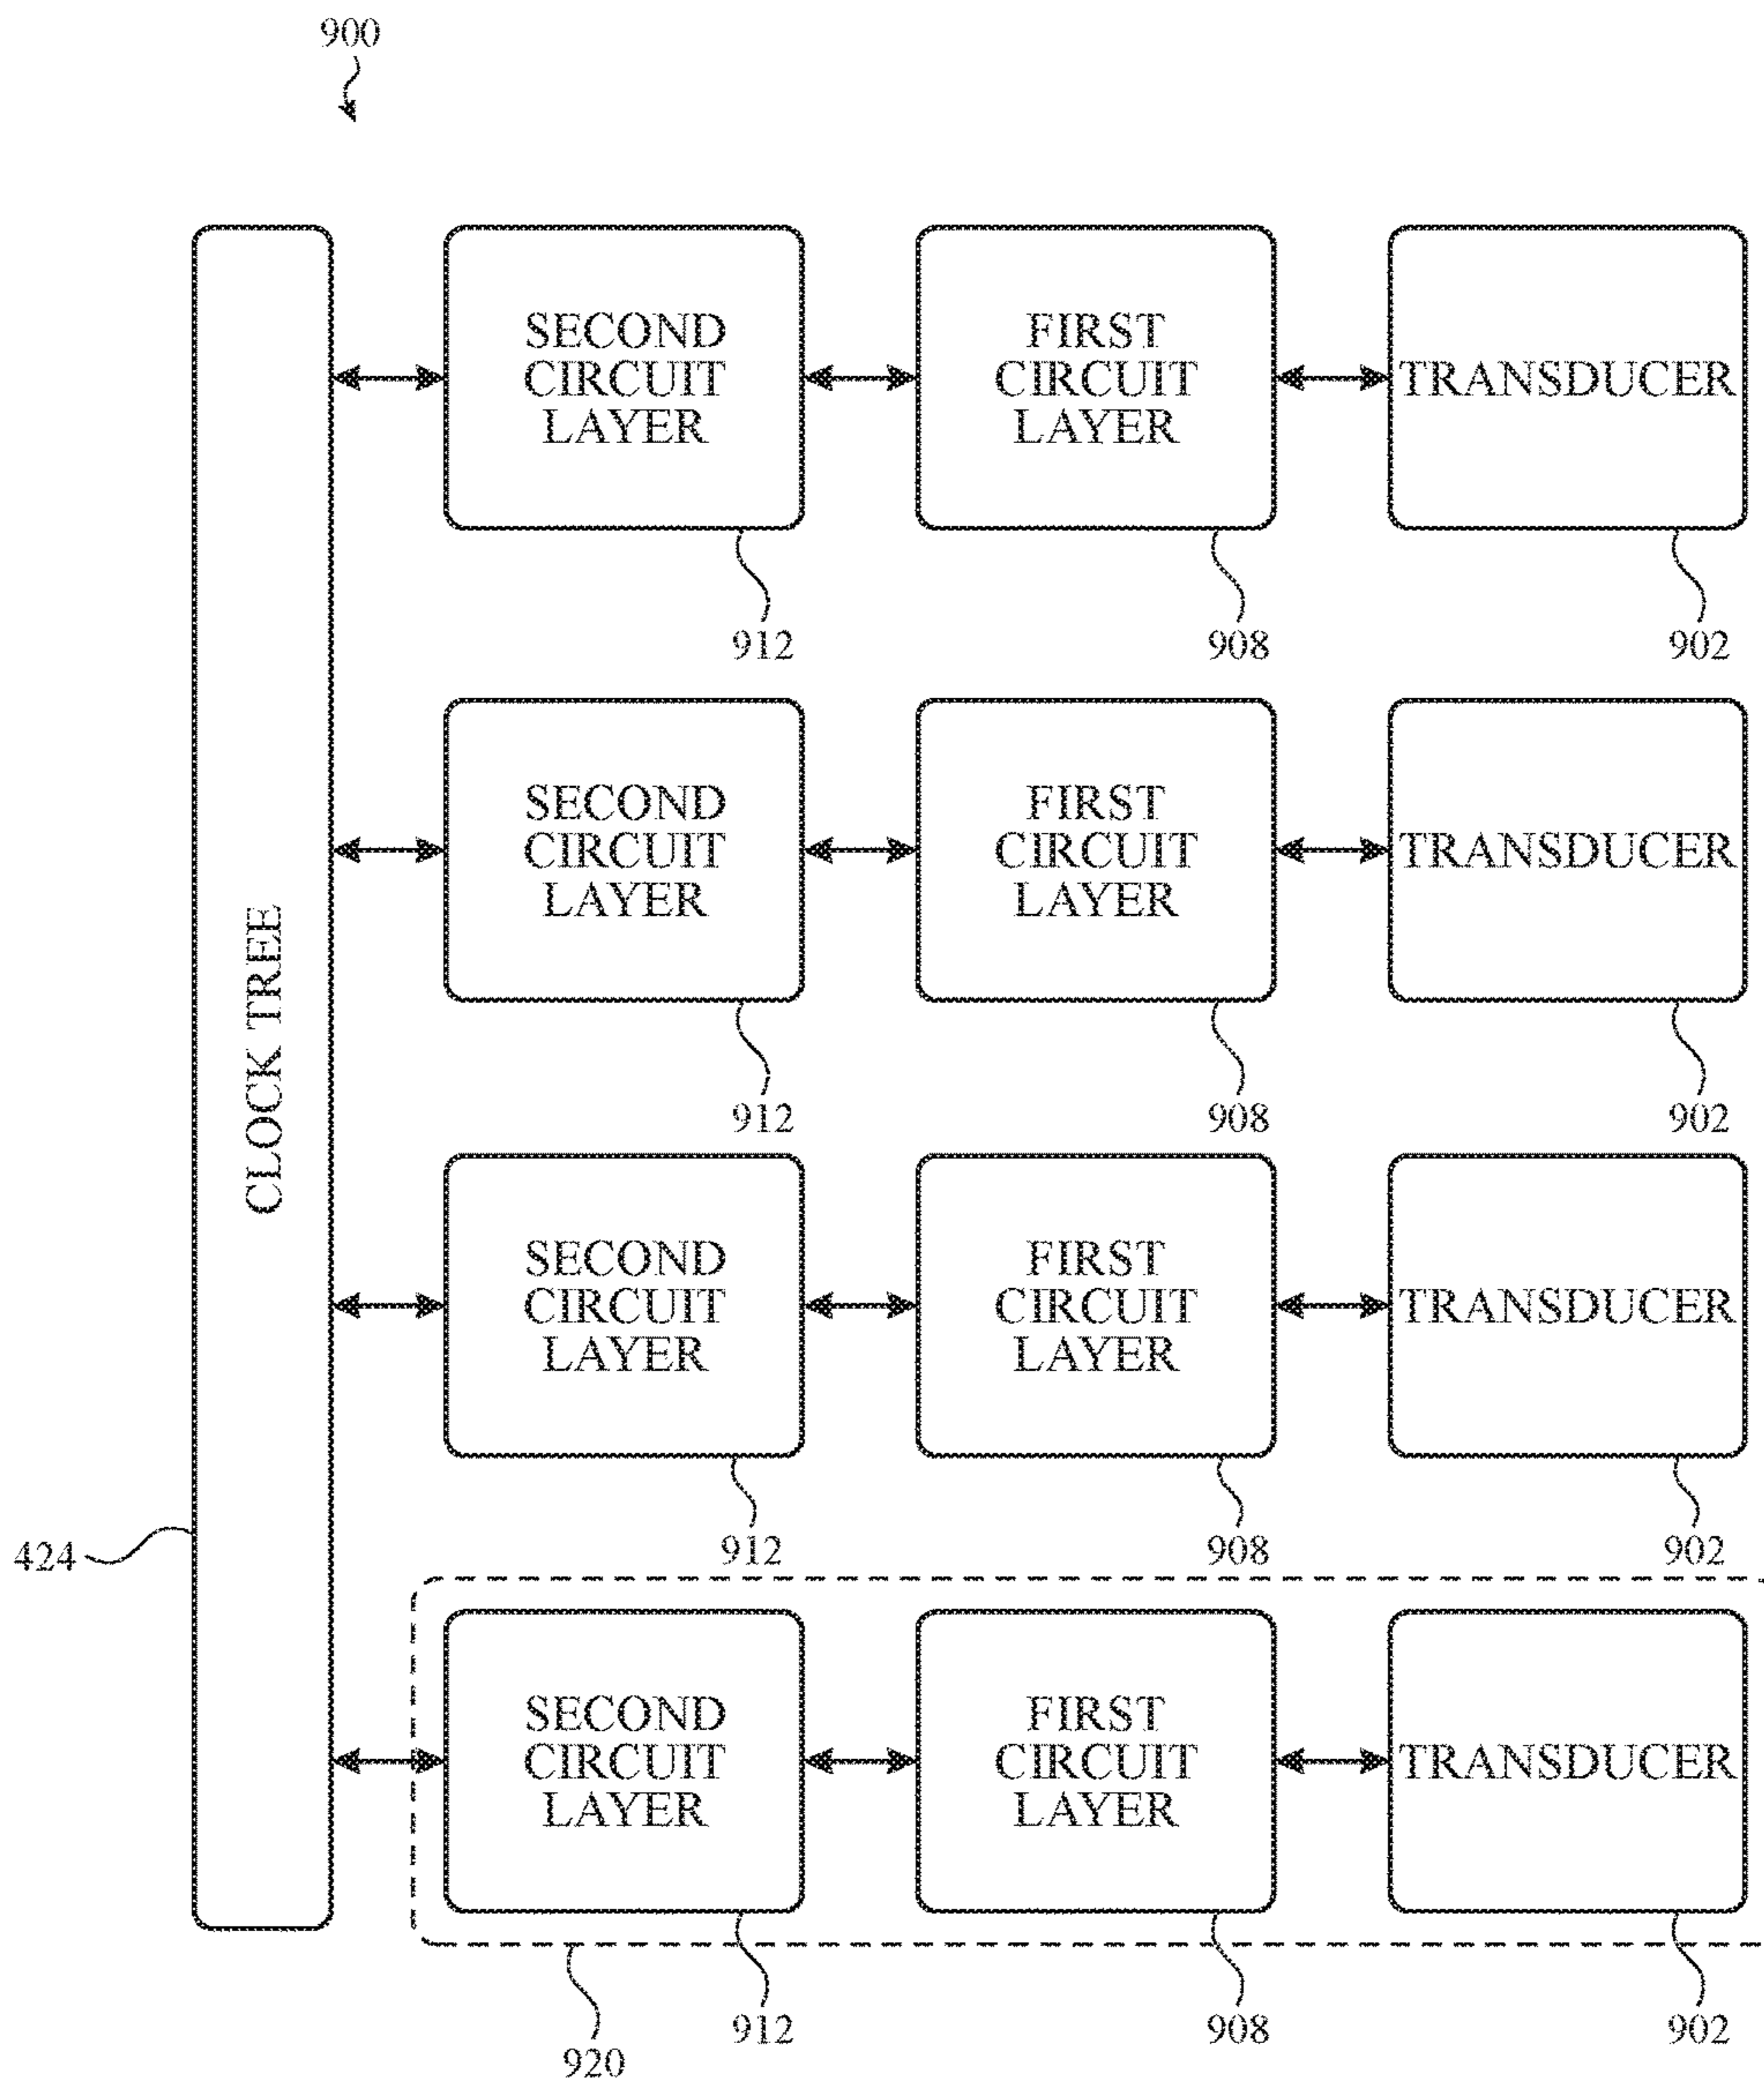 900
SECOND
CIRCUIT
LAYER
FIRST
CIRCUIT
LAYER
TRANSDUCER
912
908
902
SECOND
CIRCUIT
LAYER
FIRST
CIRCUIT
LAYER
TRANSDUCER
912
908
902
CLOCK TREE
SECOND
CIRCUIT
LAYER
FIRST
CIRCUIT
LAYER
TRANSDUCER
912
908
902
424
SECOND
CIRCUIT
LAYER
FIRST
CIRCUIT
LAYER
TRANSDUCER
912
908
902
920